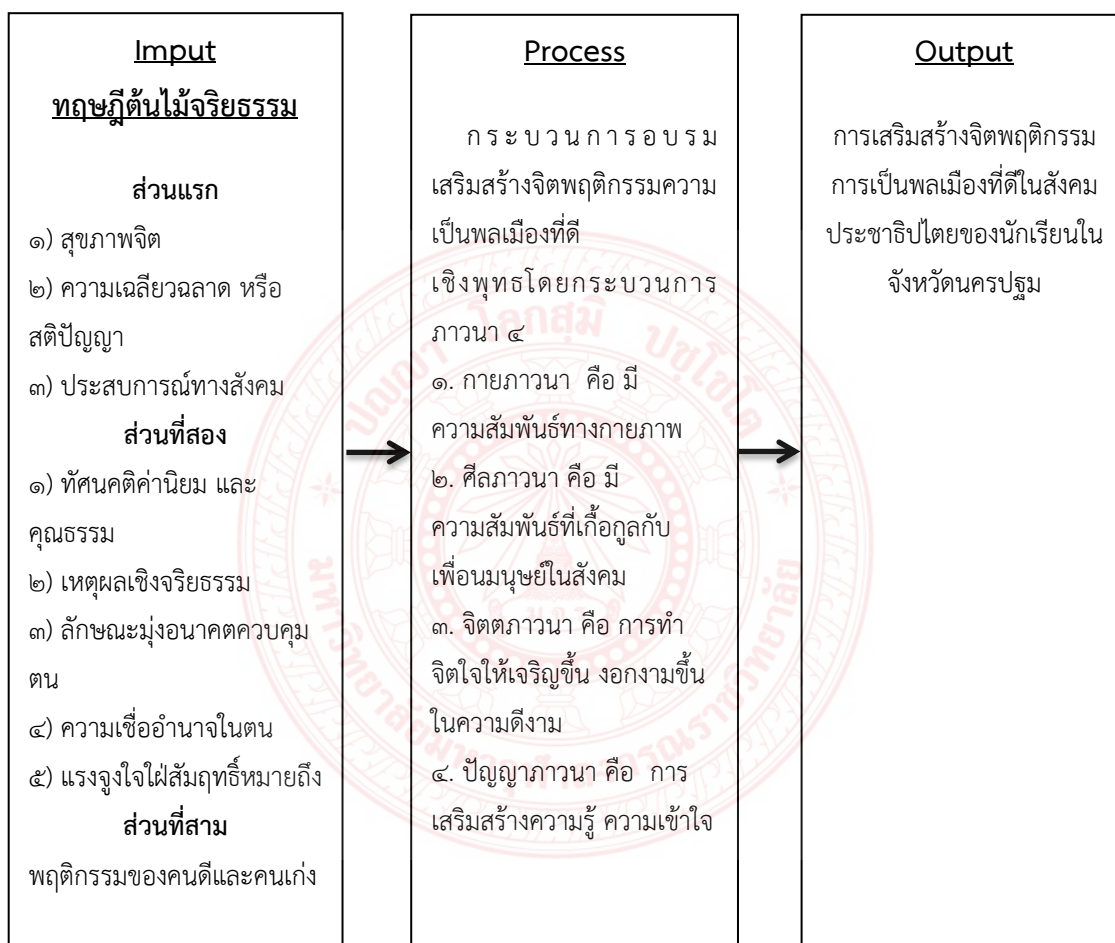 Imput
ทฤษฎีต้นไม้จริยธรรม
ส่วนแรก
๑) สุขภาพจิต
๒) ความเฉลียวฉลาด หรือ
สติปัญญา
๓) ประสบการณ์ทางสังคม
ส่วนที่สอง
๑) ทัศนคติค่านิยม และ
คุณธรรม
๒) เหตุผลเชิงจริยธรรม
๓) ลักษณะมุ่งอนาคตควบคุม
ตน
๔) ความเชื่ออำนาจในตน
๕) แรงจูงใจใฝ่สัมฤทธิ์หมายถึง
ส่วนที่สาม
พฤติกรรมของคนดีและคนเก่ง
Process
กระบวนการอบรม
เสริมสร้างจิตพฤติกรรมความ
เป็นพลเมืองที่ดี
เชิงพุทธโดยกระบวนการ
ภาวนา ๔
๑. กายภาวนา คือ มี
ความสัมพันธ์ทางกายภาพ
๒. ศีลภาวนา คือ มี
ความสัมพันธ์ที่เกื้อกูลกับ
เพื่อนมนุษย์ในสังคม
๓. จิตตภาวนา คือ การทำ
จิตใจให้เจริญขึ้น งอกงามขึ้น
ในความดีงาม
๔. ปัญญาภาวนา คือ การ
เสริมสร้างความรู้ ความเข้าใจ
Output
การเสริมสร้างจิตพฤติกรรม
การเป็นพลเมืองที่ดีในสังคม
ประชาธิปไตยของนักเรียนใน
จังหวัดนครปฐม
ปญฺญา โลกสฺมิ ปชฺโชโต